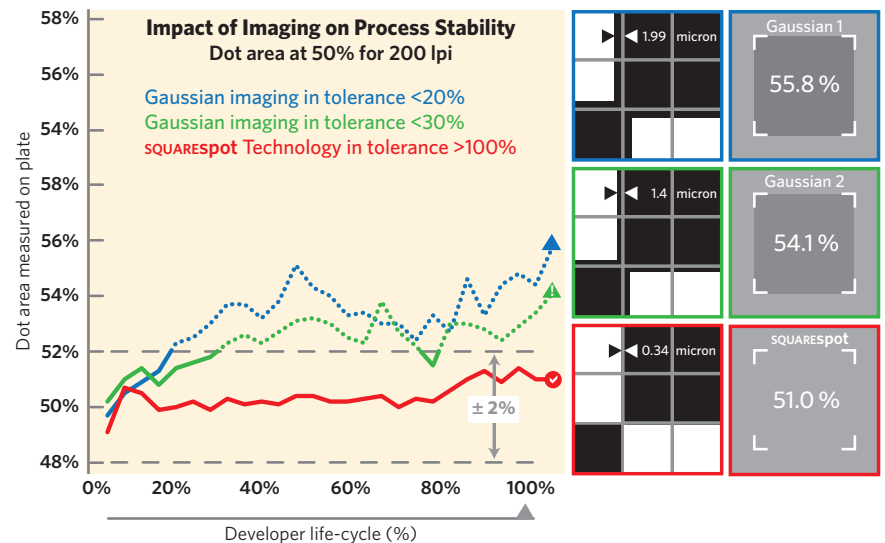 Impact of Imaging on Process Stability
Dot area at 50% for 200 lpi
Gaussian imaging in tolerance <20%
Gaussian imaging in tolerance <30%
SQUAREspot Technology in tolerance >100%
Dot area measured on plate
58%
56%
54%
58%
56%
54%
52%
50%
48%
± 2%
0%
20%
40%
60%
80%
100%
Developer life-cycle (%)
1.99 micron
Gaussian 1
55.8 %
1.4 micron
Gaussian 2
54.1 %
0.34 micron
SQUAREspot
51.0 %